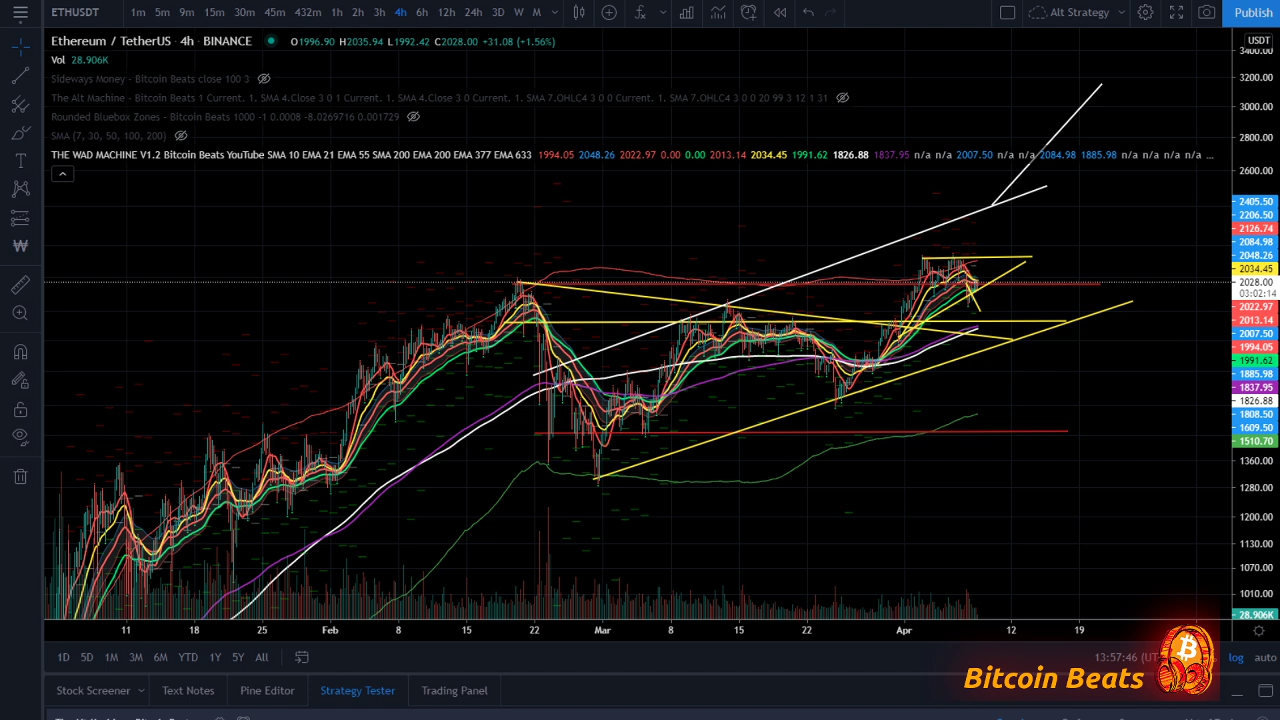 ETHUSDT 1m 5m 9m 15m 30m 45m 432m 1h 2h 3h 4h 6h 12h 24h 3D W M Alt Strategy Publish
Ethereum / TetherUS · 4h · BINANCE O1996.90 H2035.94 L1992.42 C2028.00 +31.08 (+1.56%)
Vol 28.906K
Sideways Money - Bitcoin Beats close 100 3
The Alt Machine - Bitcoin Beats 1 Current. 1. SMA 4.Close 3 0 1 Current. 1. SMA 4.Close 3 0 Current. 1. SMA 7.OHLC4 3 0 0 Current. 1. SMA 7.OHLC4 3 0 0 20 99 3 12 1 31
Rounded Bluebox Zones - Bitcoin Beats 1000 -1 0.0008 -8.0269716 0.001729
SMA (7, 30, 50, 100, 200)
THE WAD MACHINE V1.2 Bitcoin Beats YouTube SMA 10 EMA 21 EMA 55 SMA 200 EMA 200 EMA 377 EMA 633 1994.05 2048.26 2022.97 0.00 0.00 2013.14 2034.45 1991.62 1826.88 1837.95 n/a n/a 2007.50 n/a n/a 2084.98 1885.98 n/a n/a n/a n/a ...
USDT
3400.00
3200.00
3000.00
2800.00
2600.00
2405.50
2206.50
2126.74
2084.98
2048.26
2034.45
2028.00
03:02:14
2022.97
2013.14
2007.50
1994.05
1991.62
1885.98
1837.95
1826.88
1808.50
1609.50
1510.70
1360.00
1280.00
1200.00
1130.00
1070.00
1010.00
28.906K
11 18 25 Feb 8 15 22 Mar 8 15 22 Apr 12 19
1D 5D 1M 3M 6M YTD 1Y 5Y All 13:57:46 (UT log auto
Bitcoin Beats
Stock Screener Text Notes Pine Editor Strategy Tester Trading Panel